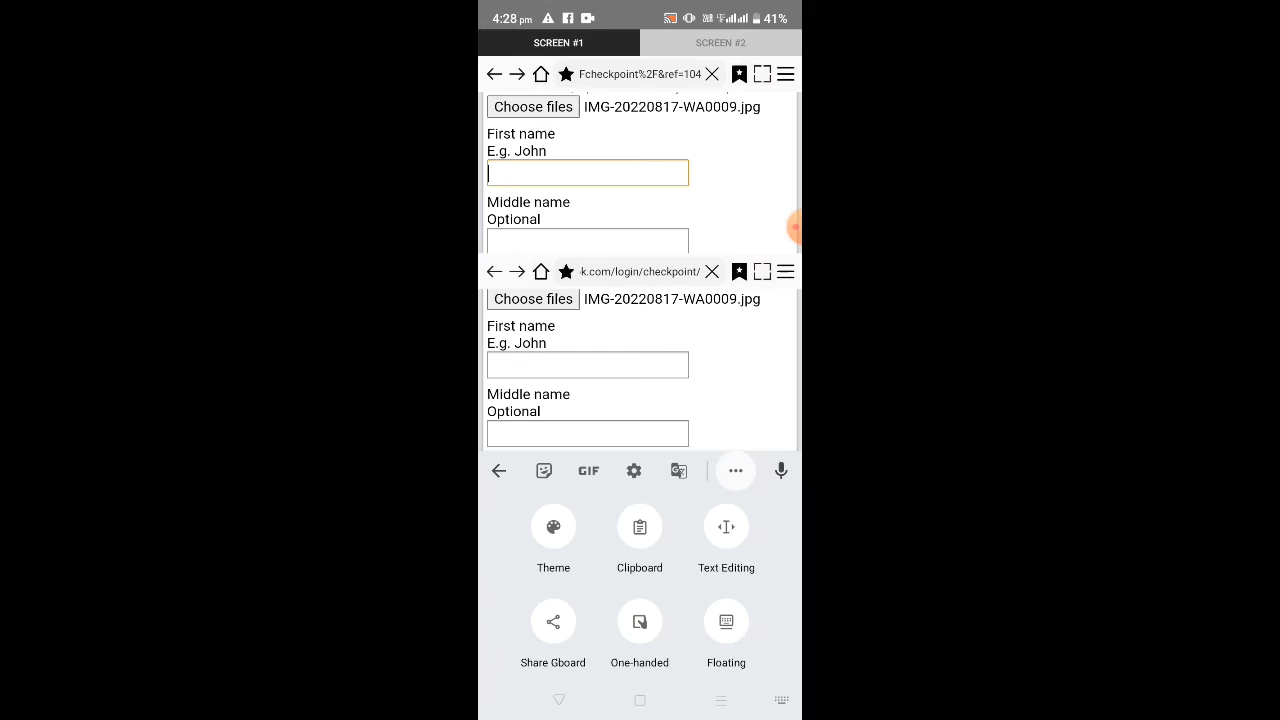 4:28 pm 41%
SCREEN #1 SCREEN #2
Fcheckpoint%2F&ref=104
Choose files IMG-20220817-WA0009.jpg
First name
E.g. John
Middle name
Optional
k.com/login/checkpoint/
Choose files IMG-20220817-WA0009.jpg
First name
E.g. John
Middle name
Optional
GIF
Theme Clipboard Text Editing
Share Gboard One-handed Floating